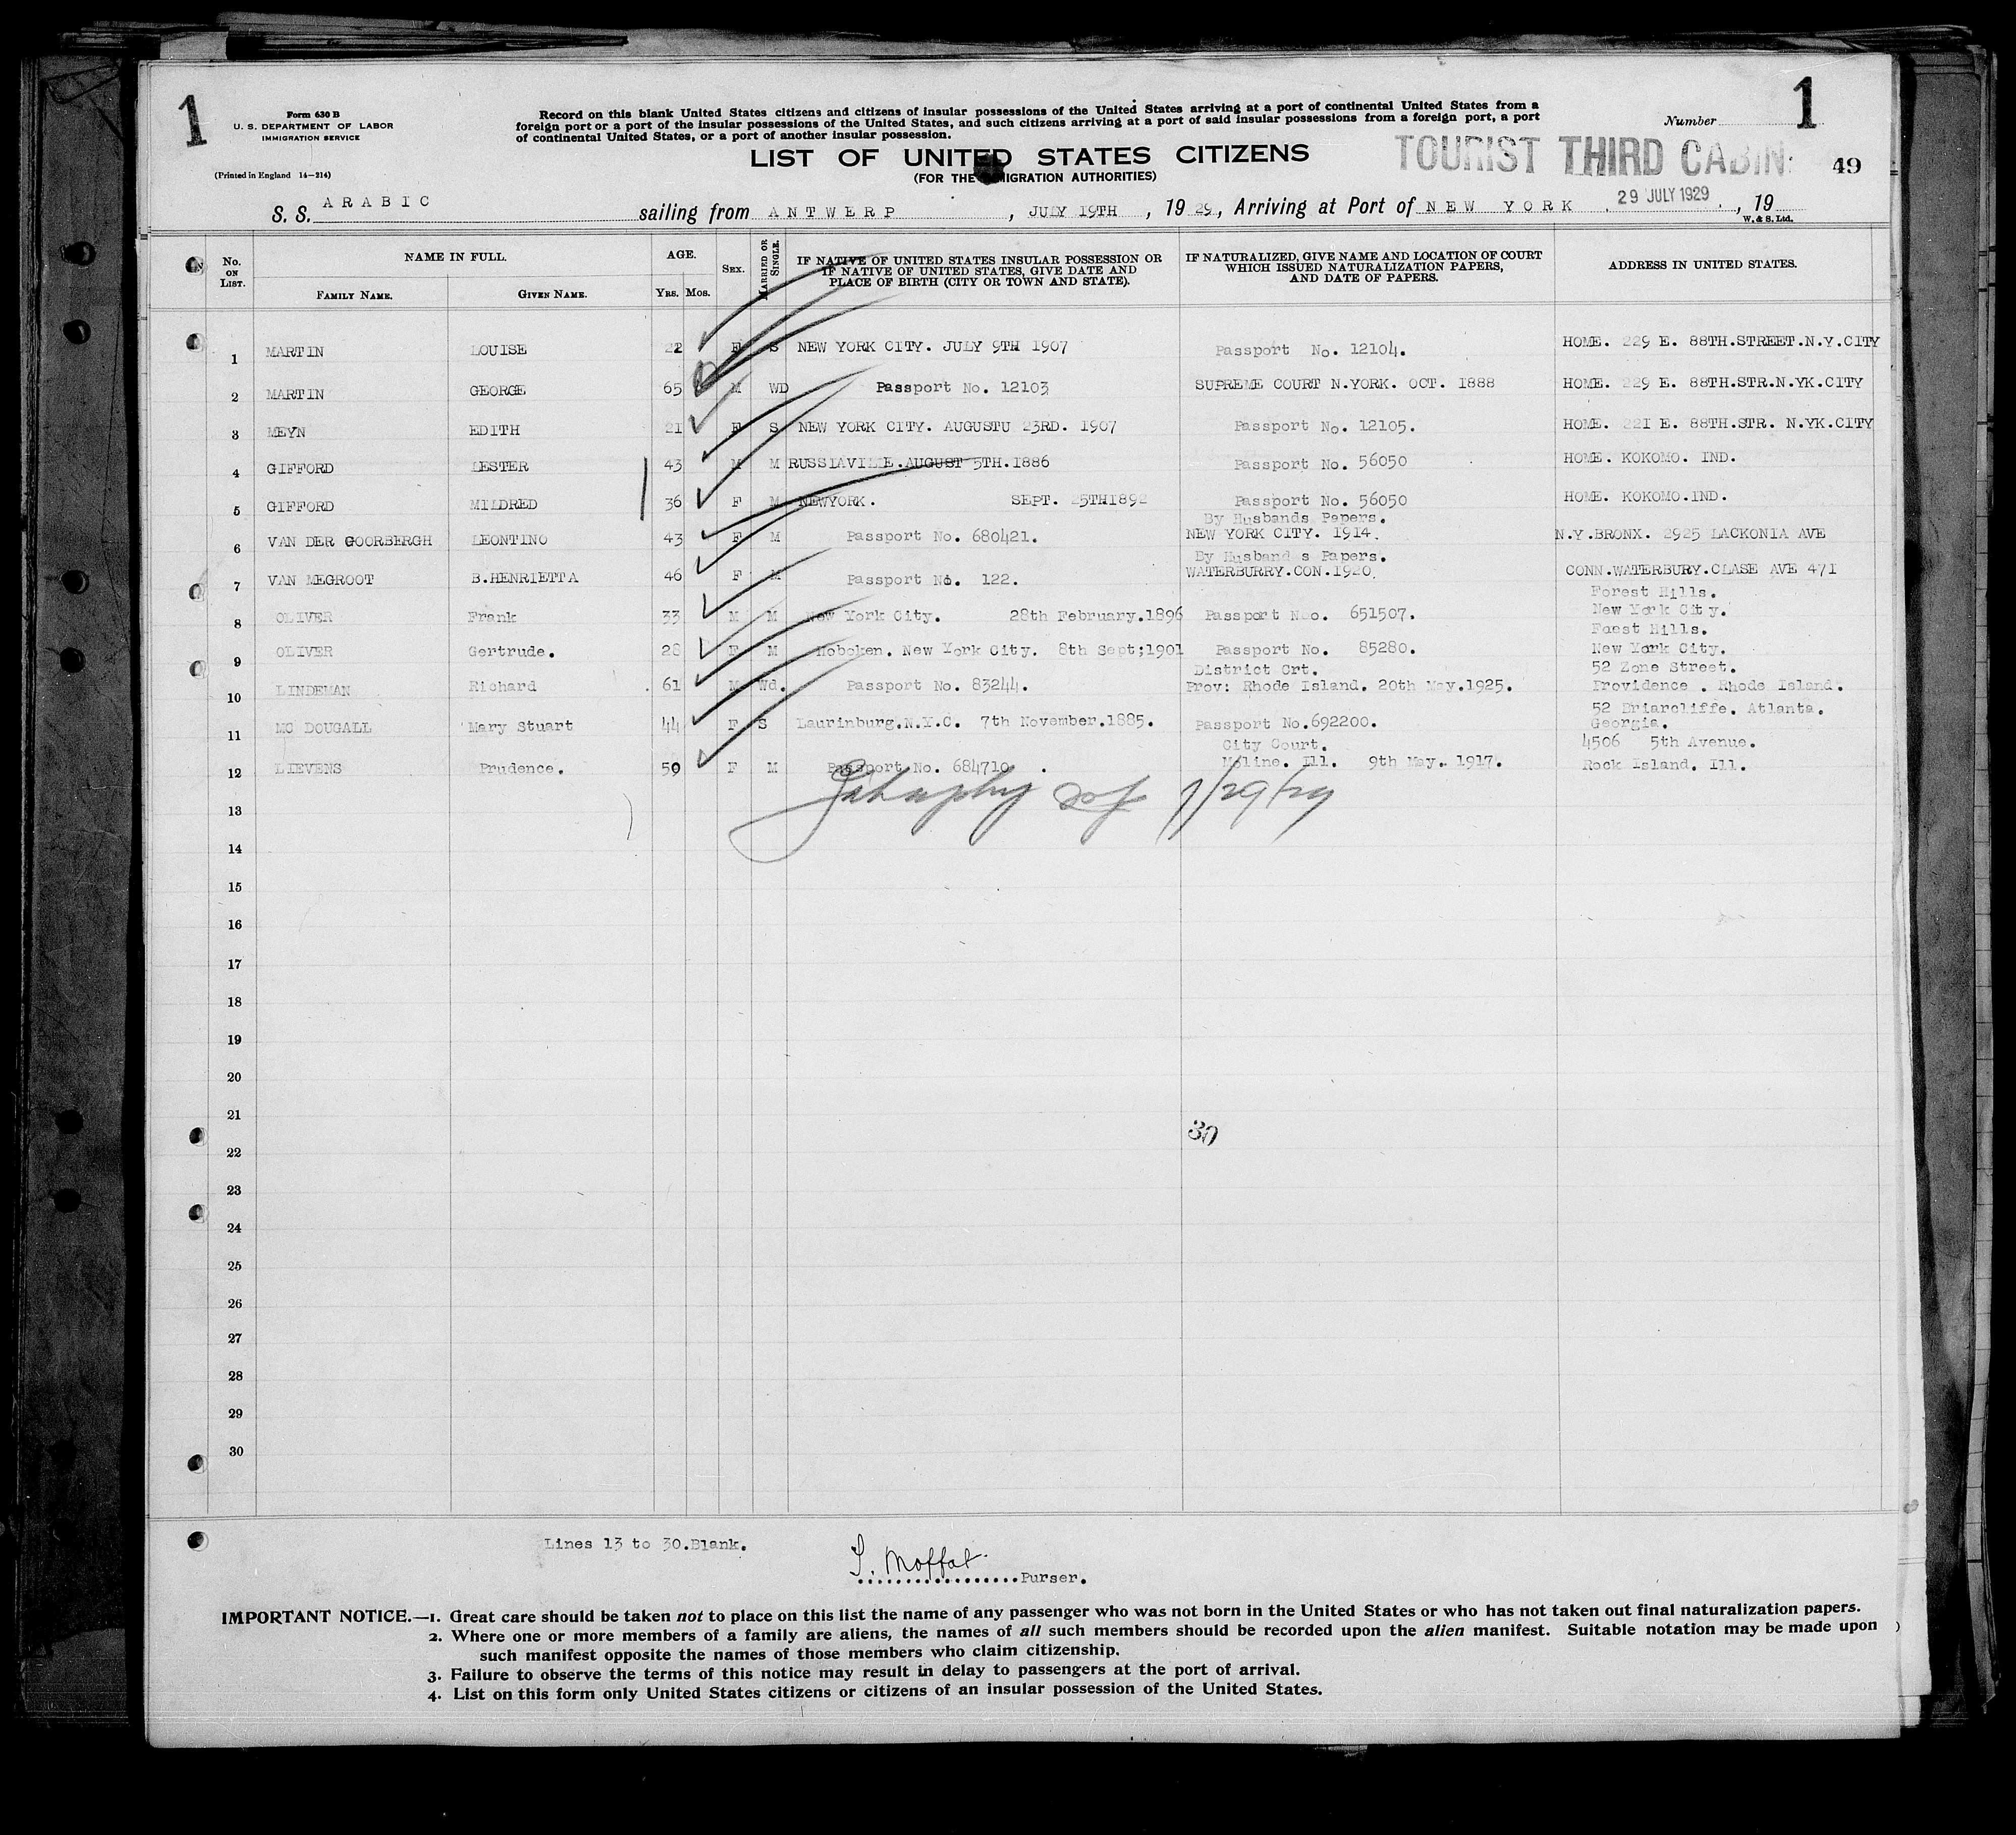 1
Form 630 B
U. S. DEPARTMENT OF LABOR
IMMIGRATION SERVICE
(Printed in England 14—214)
Record on this blank United States citizens and citizens of insular possessions of the United States arriving at a port of continental United States from a
foreign port or a port of the insular possessions of the United States, and such citizens arriving at a port of said insular possessions from a foreign port, a port
of continental United States, or a port of another insular possession.
Number 1
LIST OF UNITED STATES CITIZENS
(FOR THE IMMIGRATION AUTHORITIES)
TOURIST THIRD CABIN. 49
S. S. ARABIC sailing from ANTWERP, JULY 19TH, 19 29, Arriving at Port of NEW YORK. 29 JULY 1929., 19
W. & S. Ltd.
No. ON LIST. NAME IN FULL. AGE. SEX. MARRIED OR SINGLE. IF NATIVE OF UNITED STATES INSULAR POSSESSION OR IF NATIVE OF UNITED STATES, GIVE DATE AND PLACE OF BIRTH (CITY OR TOWN AND STATE). IF NATURALIZED, GIVE NAME AND LOCATION OF COURT WHICH ISSUED NATURALIZATION PAPERS, AND DATE OF PAPERS. ADDRESS IN UNITED STATES.
FAMILY NAME. GIVEN NAME. YRS. MOS.
1 MARTIN LOUISE 22 F S NEW YORK CITY. JULY 9TH 1907 Passport No. 12104. HOME. 229 E. 88TH.STREET.N.Y.CITY
2 MARTIN GEORGE 65 M WD Passport No. 12103 SUPREME COURT N.YORK. OCT. 1888 HOME. 229 E. 88TH.STR.N.YK.CITY
3 MEYN EDITH 21 F S NEW YORK CITY. AUGUSTU 23RD. 1907 Passport No. 12105. HOME. 221 E. 88TH.STR. N.YK.CITY
4 GIFFORD LESTER 43 M M RUSSIAVILE.AUGUST 5TH.1886 Passport No. 56050 HOME. KOKOMO. IND.
5 GIFFORD MILDRED 36 F M NEWYORK. SEPT. 25TH1892 Passport No. 56050 HOME. KOKOMO.IND.
By Husbands Papers.
6 VAN DER GOORBERGH LEONTINO 43 F M Passport No. 680421. NEW YORK CITY. 1914. N.Y.BRONX. 2925 LACKONIA AVE
By Husband s Papers.
7 VAN MEGROOT B.HENRIETTA 46 F M Passport No. 122. WATERBURRY.CON.1920. CONN.WATERBURY.CLASE AVE 471
Forest Hills.
8 OLIVER Frank 33 M M New York City. 28th February.1896 Passport Noo. 651507. New York City.
Foest Hills.
9 OLIVER Gertrude. 28 F M Hoboken. New York City. 8th Sept;1901 Passport No. 85280. New York City.
District Crt. 52 Zone Street.
10 LINDEMAN Richard 61 M Wd. Passport No. 83244. Prov: Rhode Island. 20th May.1925. Providence . Rhode Island.
52 Briarcliffe. Atlanta.
11 MC DOUGALL Mary Stuart 44 F S Laurinburg.N.Y.C. 7th November.1885. Passport No.692200. Georgia.
City Court. 4506 5th Avenue.
12 LIEVENS Prudence. 59 F M Passport No. 684710 . Moline. Ill. 9th May. 1917. Rock Island. Ill.
7/29/29
13
14
15
16
17
18
19
20
21
30
22
23
24
25
26
27
28
29
30
Lines 13 to 30.Blank.
J. Moffat
..................Purser.
IMPORTANT NOTICE.—1. Great care should be taken not to place on this list the name of any passenger who was not born in the United States or who has not taken out final naturalization papers.
2. Where one or more members of a family are aliens, the names of all such members should be recorded upon the alien manifest. Suitable notation may be made upon
such manifest opposite the names of those members who claim citizenship.
3. Failure to observe the terms of this notice may result in delay to passengers at the port of arrival.
4. List on this form only United States citizens or citizens of an insular possession of the United States.